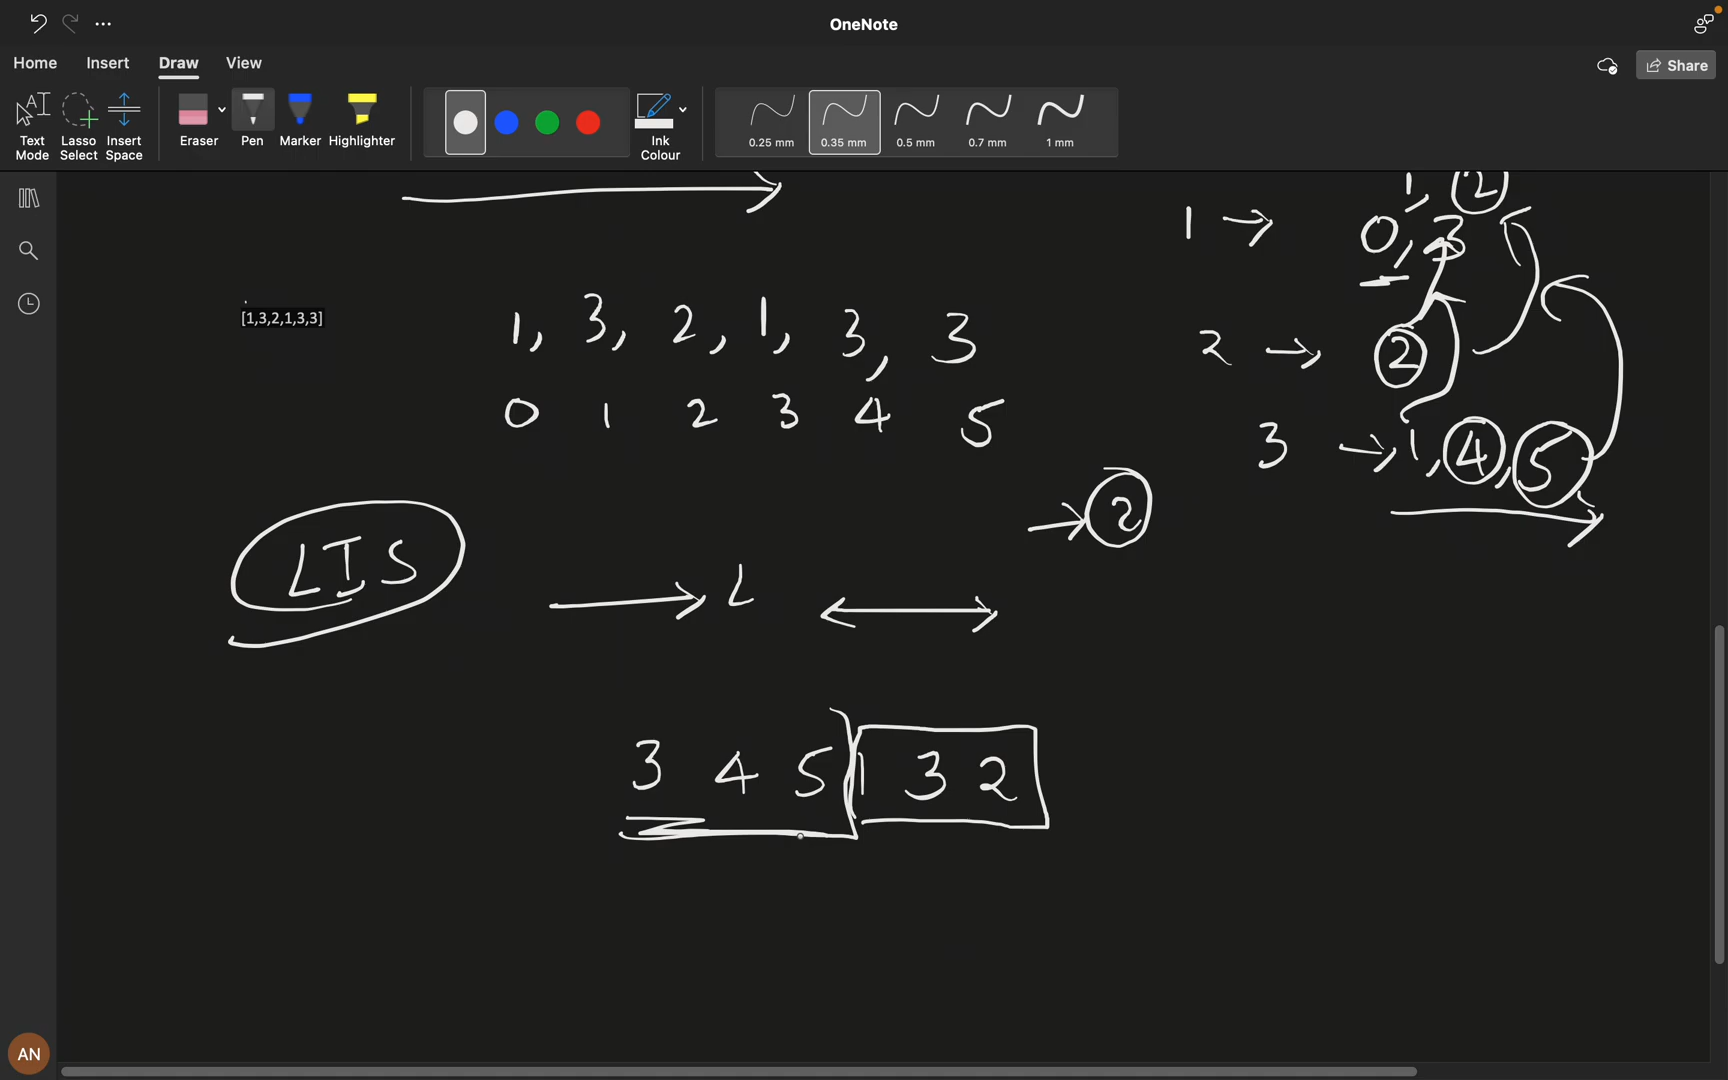 OneNote
Home Insert Draw View
Share
Text Mode
Lasso Select
Insert Space
Eraser
Pen
Marker
Highlighter
Ink Colour
0.25 mm
0.35 mm
0.5 mm
0.7 mm
1 mm
1, 2
1 → 0, 3
[1,3,2,1,3,3]
1, 3, 2, 1, 3, 3
2 → 2
0 1 2 3 4 5
3 → 1, 4, 5
→ 2
LIS
→ L ↔
3 4 5 1 3 2
AN